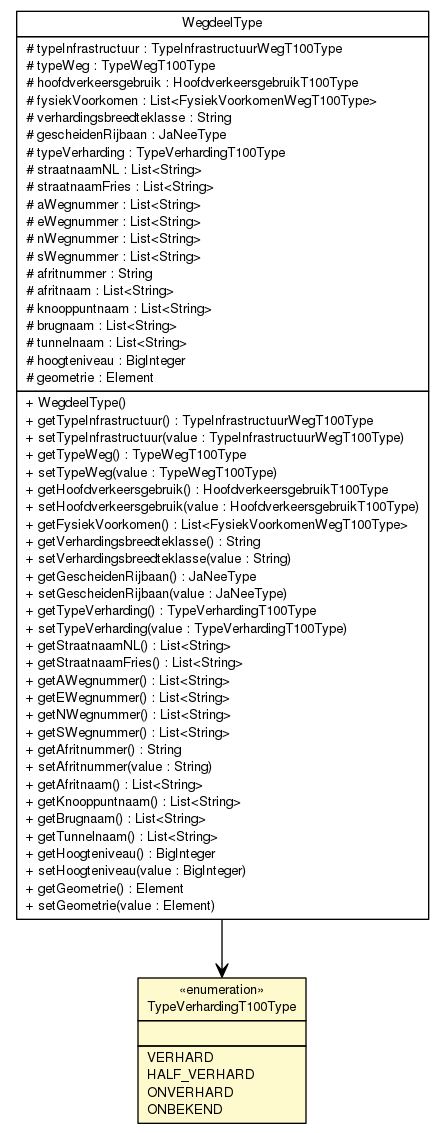 WegdeelType
# typeInfrastructuur : TypeInfrastructuurWegT100Type
# typeWeg : TypeWegT100Type
# hoofdverkeersgebruik : HoofdverkeersgebruikT100Type
# fysiekVoorkomen : List<FysiekVoorkomenWegT100Type>
# verhardingsbreedteklasse : String
# gescheidenRijbaan : JaNeeType
# typeVerharding : TypeVerhardingT100Type
# straatnaamNL : List<String>
# straatnaamFries : List<String>
# aWegnummer : List<String>
# eWegnummer : List<String>
# nWegnummer : List<String>
# sWegnummer : List<String>
# afritnummer : String
# afritnaam : List<String>
# knooppuntnaam : List<String>
# brugnaam : List<String>
# tunnelnaam : List<String>
# hoogteniveau : BigInteger
# geometrie : Element
+ WegdeelType()
+ getTypeInfrastructuur() : TypeInfrastructuurWegT100Type
+ setTypeInfrastructuur(value : TypeInfrastructuurWegT100Type)
+ getTypeWeg() : TypeWegT100Type
+ setTypeWeg(value : TypeWegT100Type)
+ getHoofdverkeersgebruik() : HoofdverkeersgebruikT100Type
+ setHoofdverkeersgebruik(value : HoofdverkeersgebruikT100Type)
+ getFysiekVoorkomen() : List<FysiekVoorkomenWegT100Type>
+ getVerhardingsbreedteklasse() : String
+ setVerhardingsbreedteklasse(value : String)
+ getGescheidenRijbaan() : JaNeeType
+ setGescheidenRijbaan(value : JaNeeType)
+ getTypeVerharding() : TypeVerhardingT100Type
+ setTypeVerharding(value : TypeVerhardingT100Type)
+ getStraatnaamNL() : List<String>
+ getStraatnaamFries() : List<String>
+ getAWegnummer() : List<String>
+ getEWegnummer() : List<String>
+ getNWegnummer() : List<String>
+ getSWegnummer() : List<String>
+ getAfritnummer() : String
+ setAfritnummer(value : String)
+ getAfritnaam() : List<String>
+ getKnooppuntnaam() : List<String>
+ getBrugnaam() : List<String>
+ getTunnelnaam() : List<String>
+ getHoogteniveau() : BigInteger
+ setHoogteniveau(value : BigInteger)
+ getGeometrie() : Element
+ setGeometrie(value : Element)
«enumeration»
TypeVerhardingT100Type
VERHARD
HALF_VERHARD
ONVERHARD
ONBEKEND